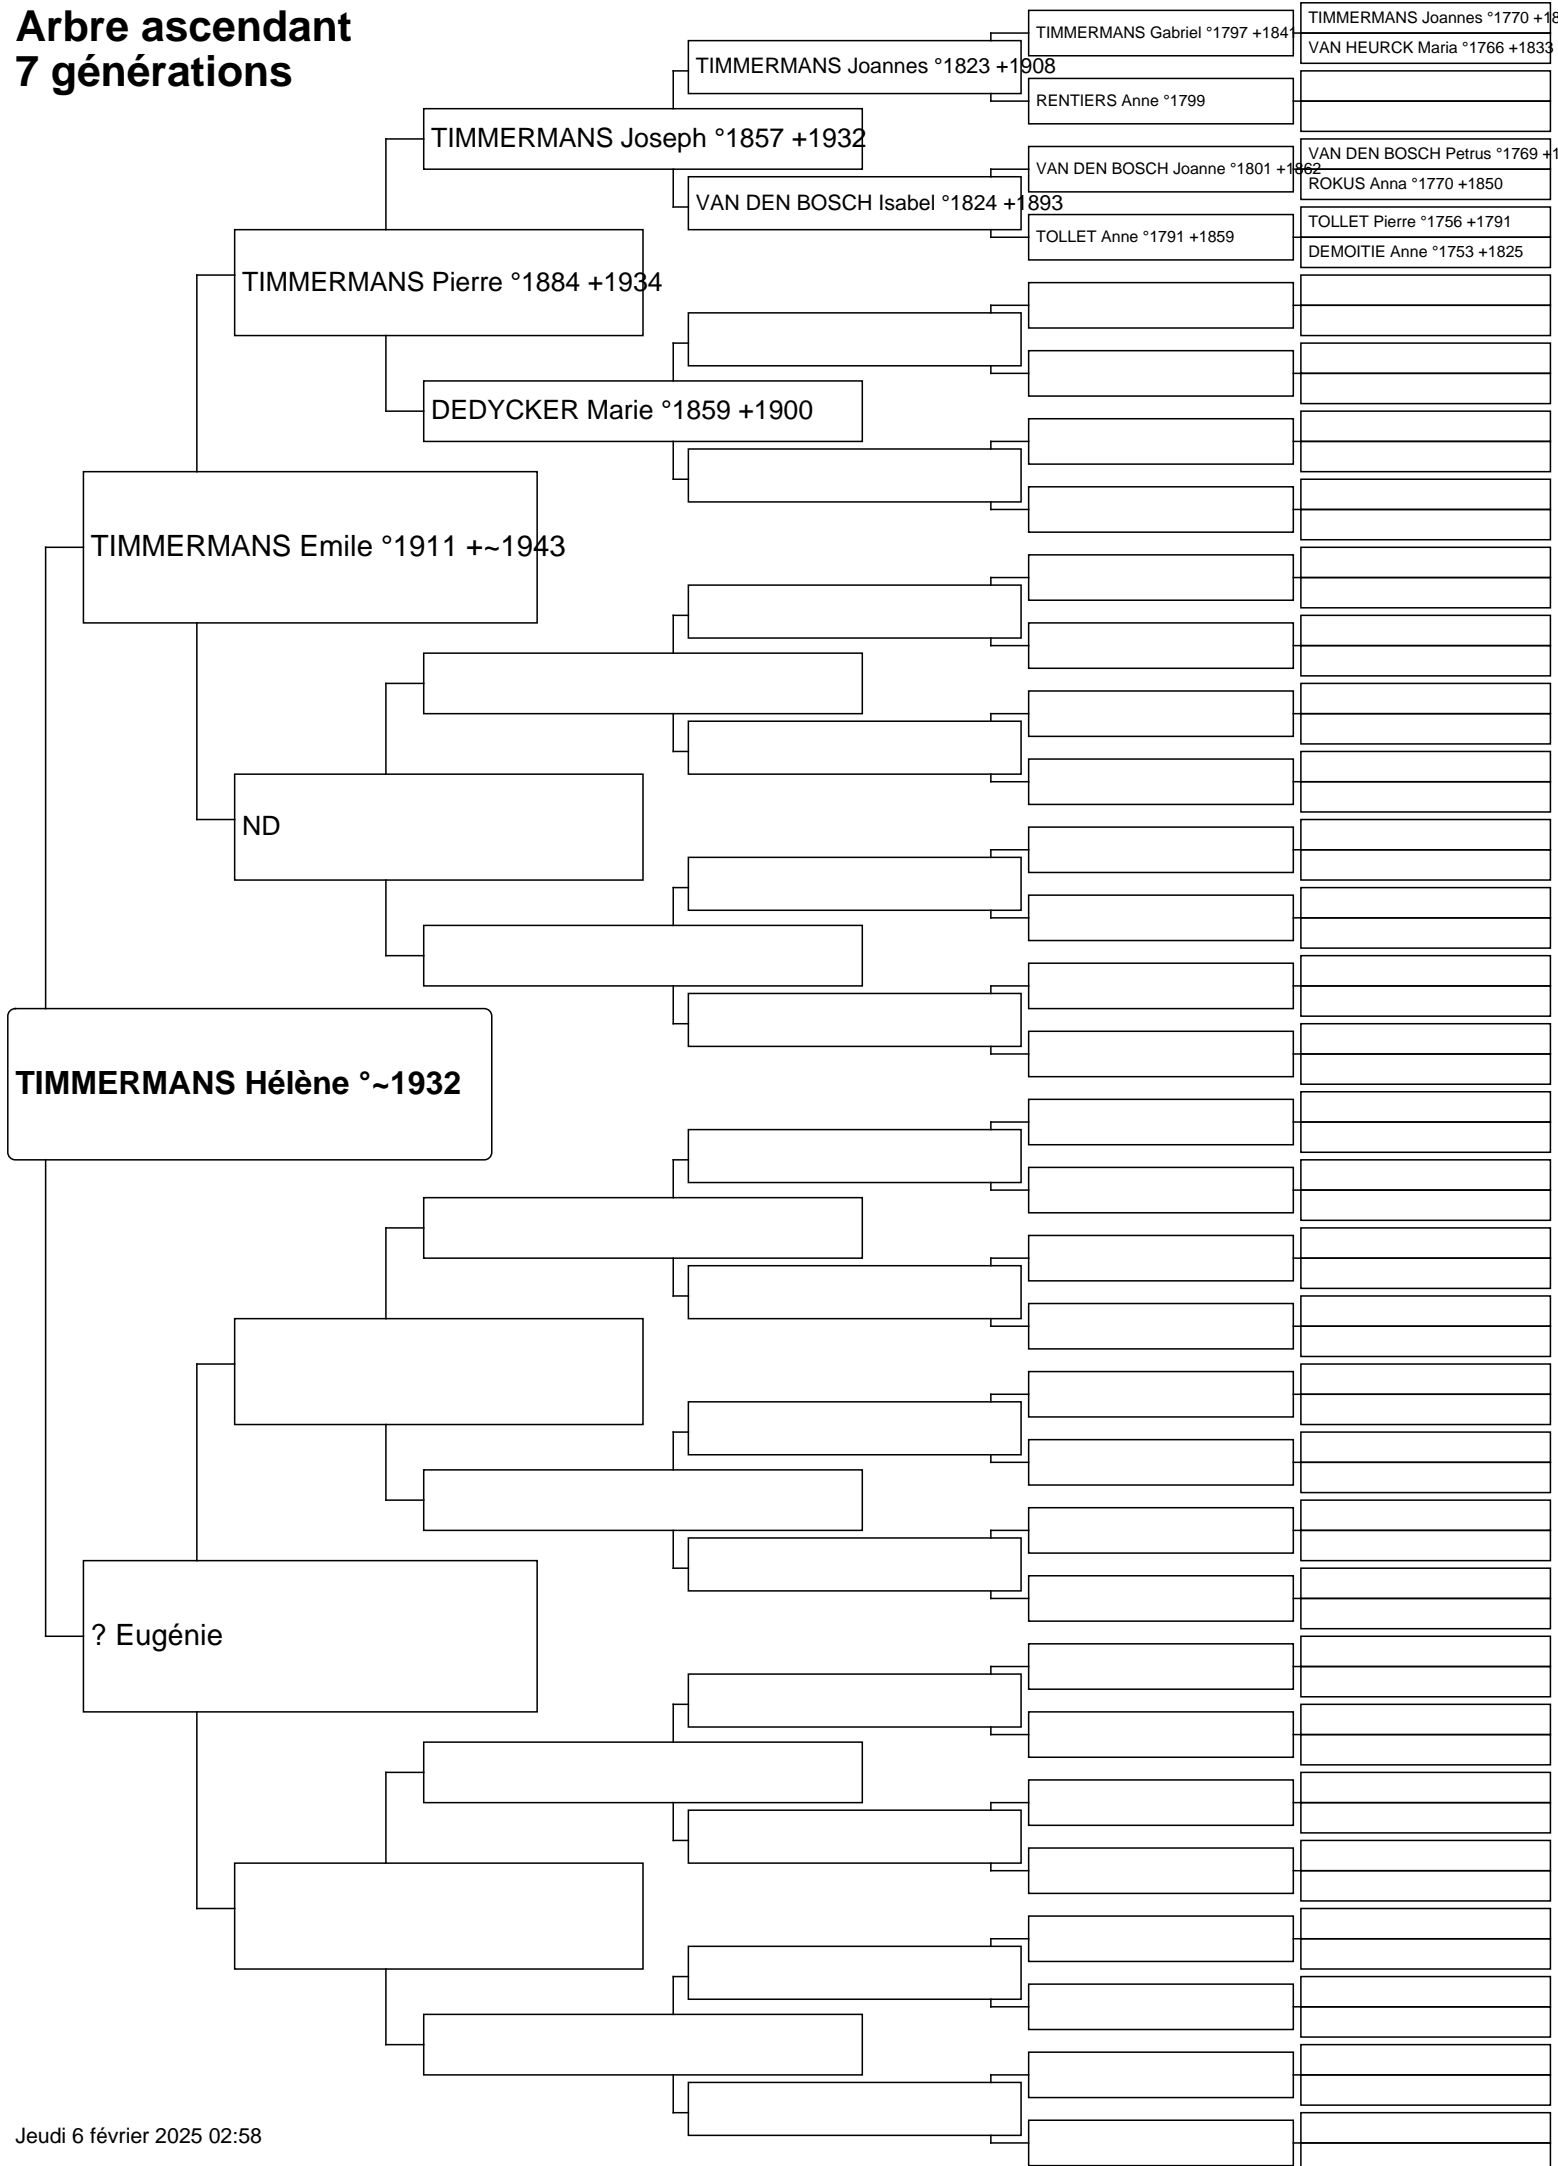 Arbre ascendant
7 générations
TIMMERMANS Hélène °~1932
TIMMERMANS Emile °1911 +~1943
? Eugénie
TIMMERMANS Pierre °1884 +1934
ND
TIMMERMANS Joseph °1857 +1932
DEDYCKER Marie °1859 +1900
TIMMERMANS Joannes °1823 +1908
VAN DEN BOSCH Isabel °1824 +1893
TIMMERMANS Gabriel °1797 +1841
RENTIERS Anne °1799
VAN DEN BOSCH Joanne °1801 +1862
TOLLET Anne °1791 +1859
TIMMERMANS Joannes °1770
VAN HEURCK Maria °1766 +1833
VAN DEN BOSCH Petrus °1769
ROKUS Anna °1770 +1850
TOLLET Pierre °1756 +1791
DEMOITIE Anne °1753 +1825
Jeudi 6 février 2025 02:58